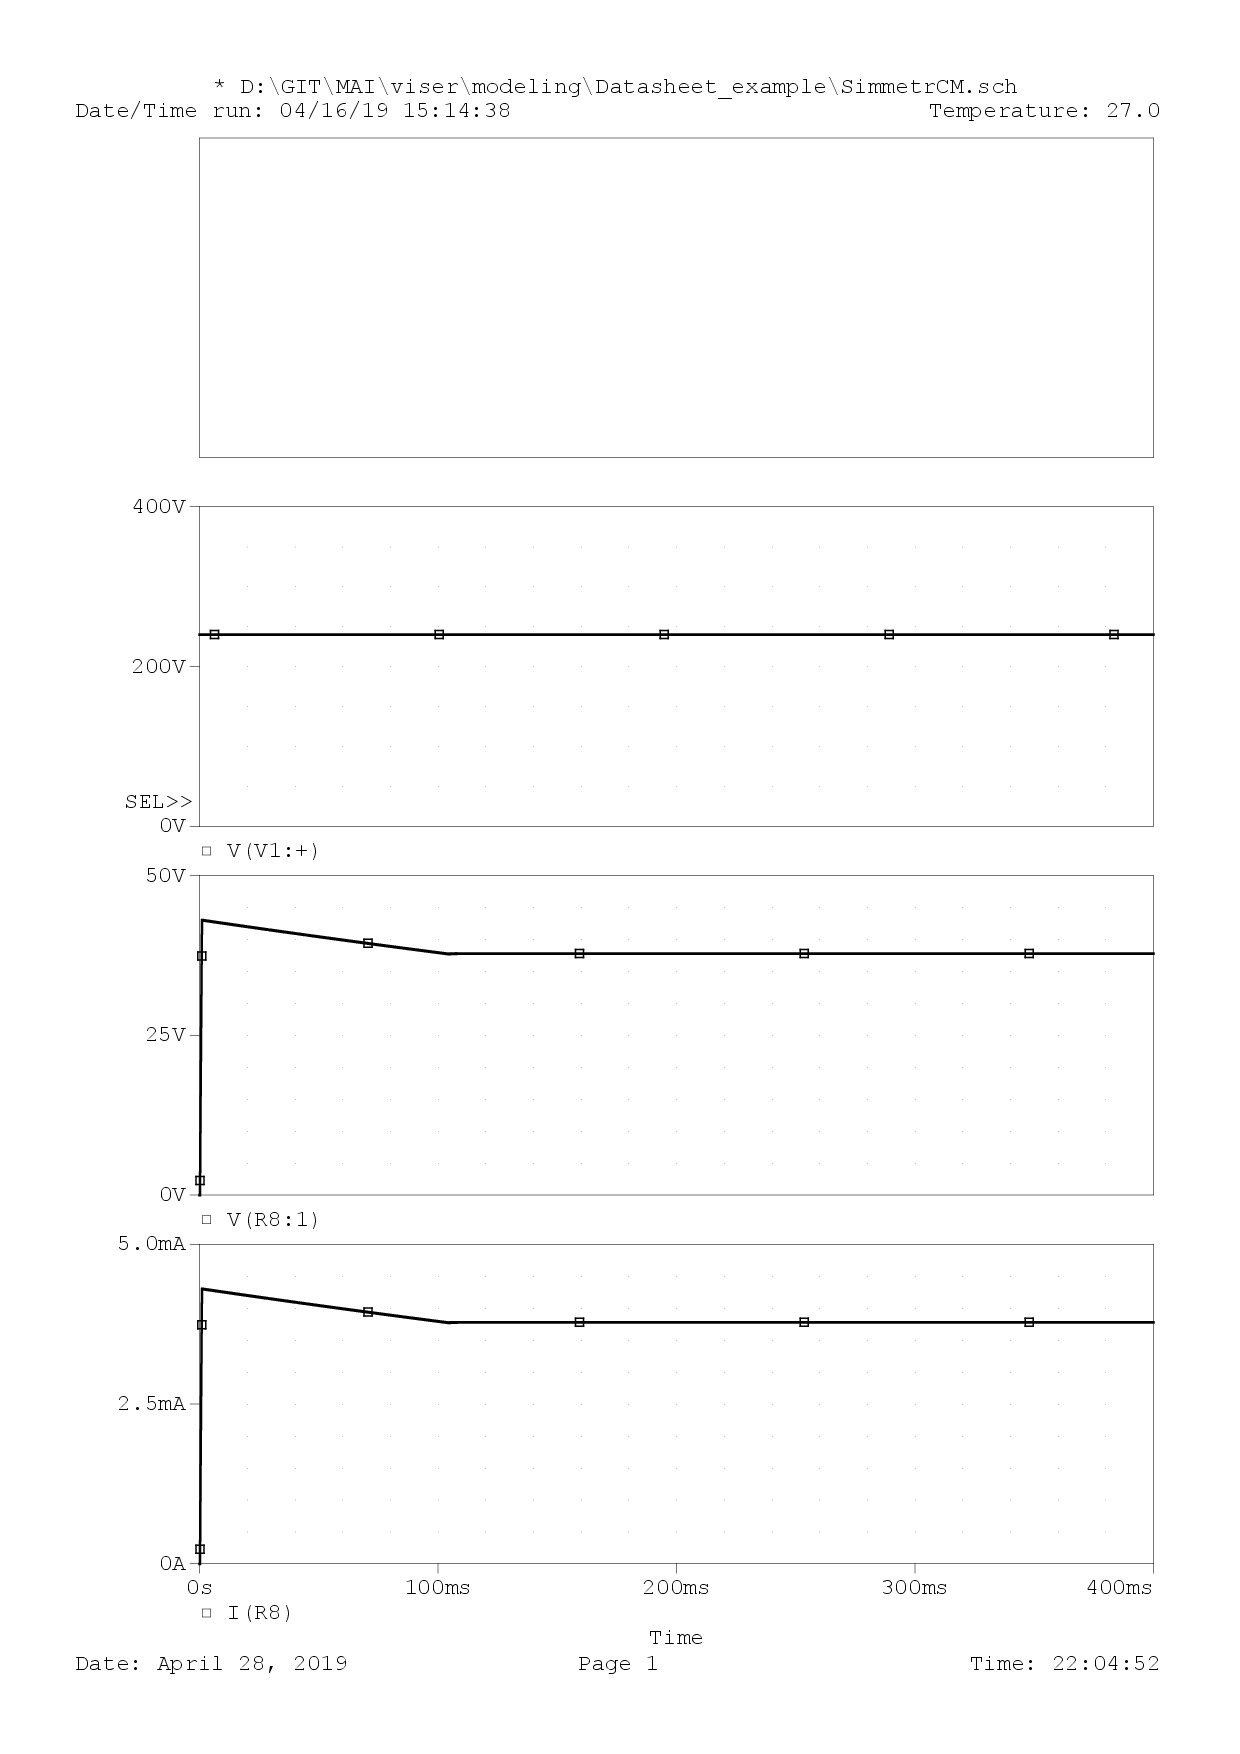 * D:\GIT\MAI\viser\modeling\Datasheet_example\SimmetrCM.sch
Date/Time run: 04/16/19 15:14:38 Temperature: 27.0
400V
200V
SEL>>
0V
V(V1:+)
50V
25V
0V
V(R8:1)
5.0mA
2.5mA
0A
0s 100ms 200ms 300ms 400ms
I(R8)
Time
Date: April 28, 2019 Page 1 Time: 22:04:52